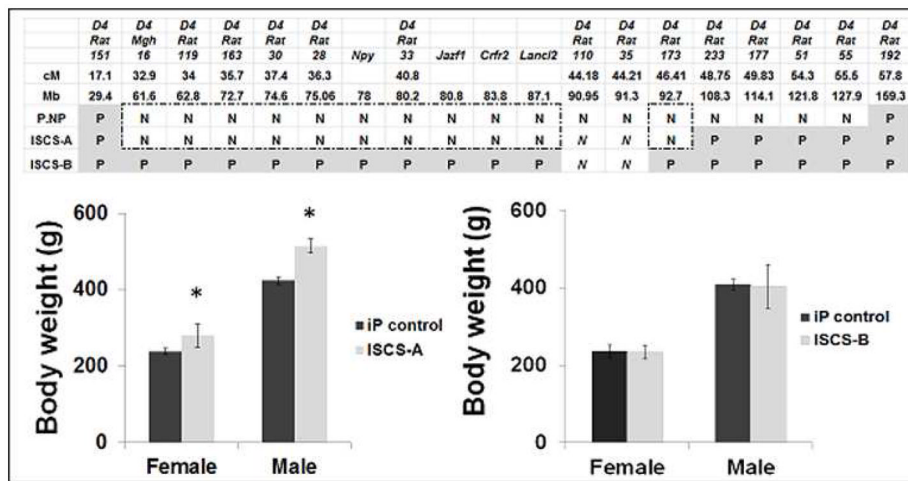 D4 D4 D4 D4 D4 D4 D4 D4 D4 D4 D4 D4 D4 D4 D4
Rat Mgh Rat Rat Rat Rat Rat Rat Rat Rat Rat Rat Rat Rat Rat
151 16 119 163 30 28 Npy 33 Jazf1 Crfr2 Lancl2 110 35 173 233 177 51 55 192
cM 17.1 32.9 34 35.7 37.4 36.3 40.8 44.18 44.21 46.41 48.75 49.83 54.3 55.5 57.8
Mb 29.4 61.6 62.8 72.7 74.6 75.06 78 80.2 80.8 83.8 87.1 90.95 91.3 92.7 108.3 114.1 121.8 127.9 159.3
P.NP P N N N N N N N N N N N N N N N N N P
ISCS-A P N N N N N N N N N N N N N P P P P P
ISCS-B P P P P P P P P P P P N N P P P P P P
Body weight (g)
600
400
200
0
*
*
Female Male
iP control
ISCS-A
Body weight (g)
600
400
200
0
Female Male
iP control
ISCS-B